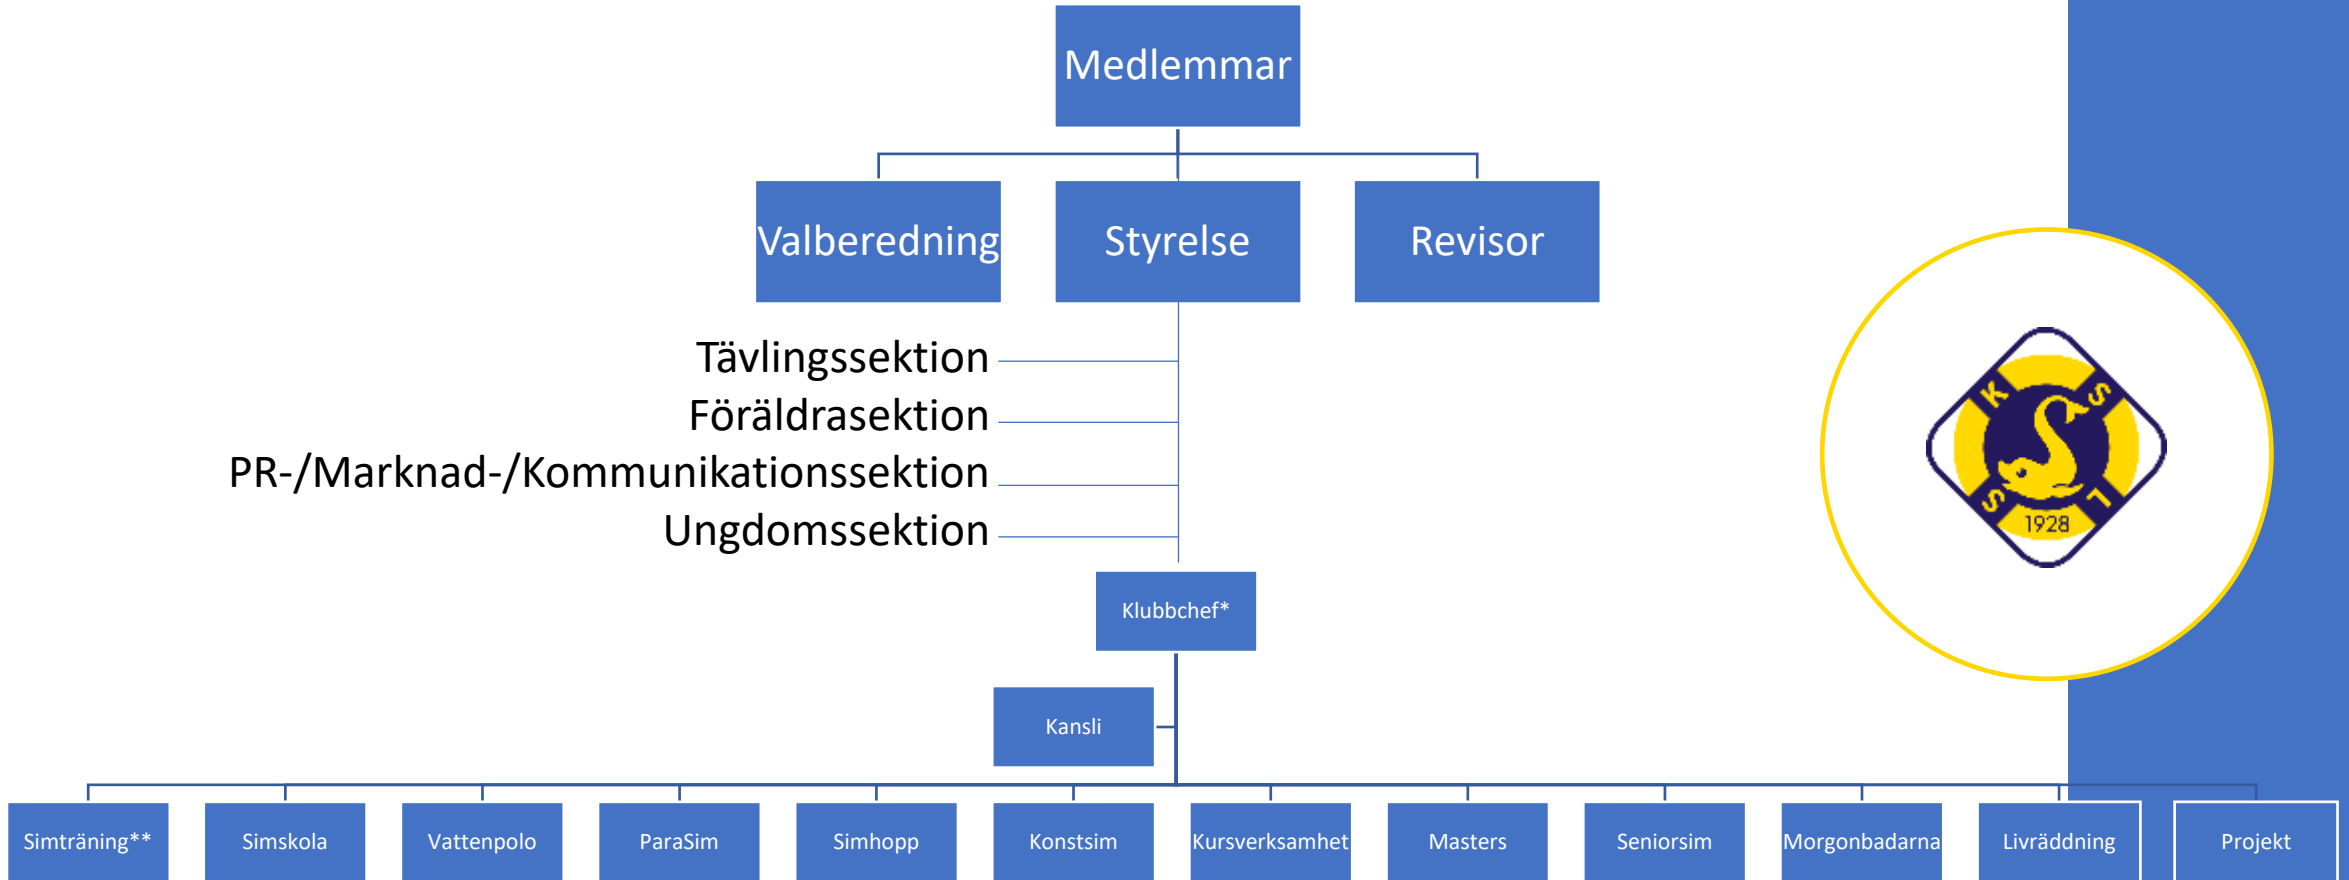 Medlemmar
Valberedning
Styrelse
Revisor
Tävlingssektion
Föräldrasektion
PR-/Marknad-/Kommunikationssektion
Ungdomssektion
K S
S L
1928
Klubbchef*
Kansli
Simträning**
Simskola
Vattenpolo
ParaSim
Simhopp
Konstsim
Kursverksamhet
Masters
Seniorsim
Morgonbadarna
Livräddning
Projekt